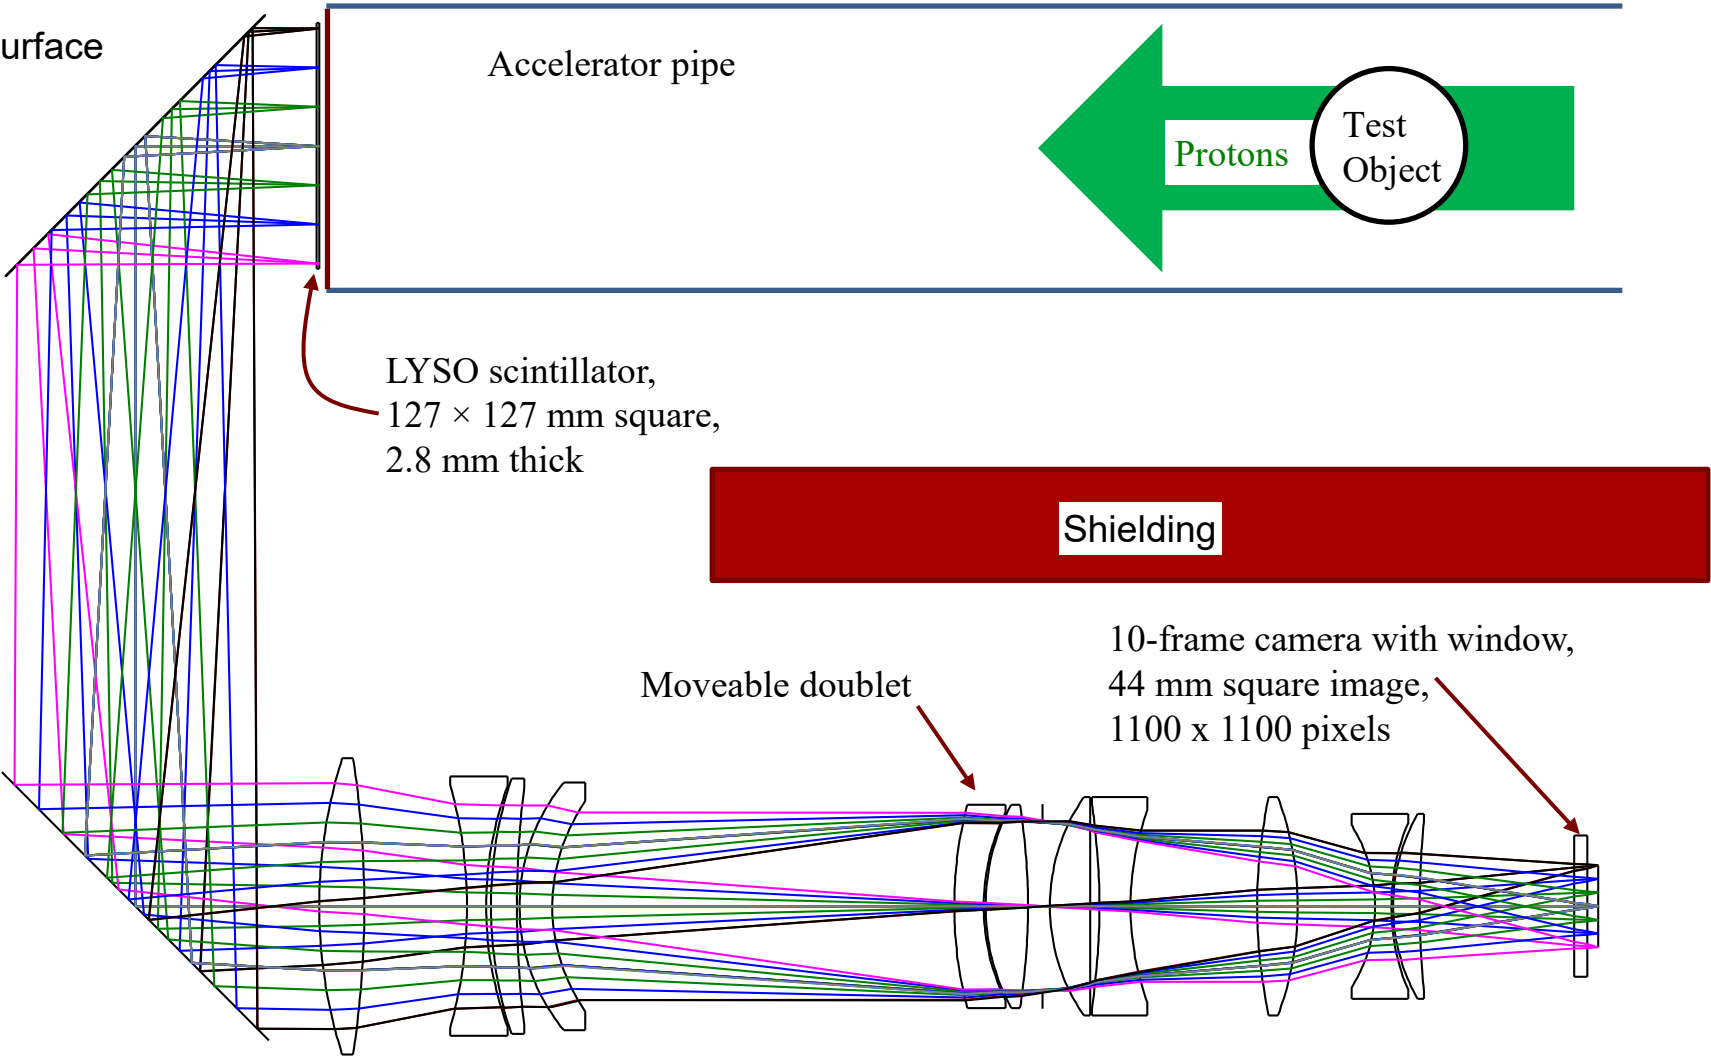 urface
Accelerator pipe
Test
Object
Protons
LYSO scintillator,
127 × 127 mm square,
2.8 mm thick
Shielding
10-frame camera with window,
44 mm square image,
1100 x 1100 pixels
Moveable doublet